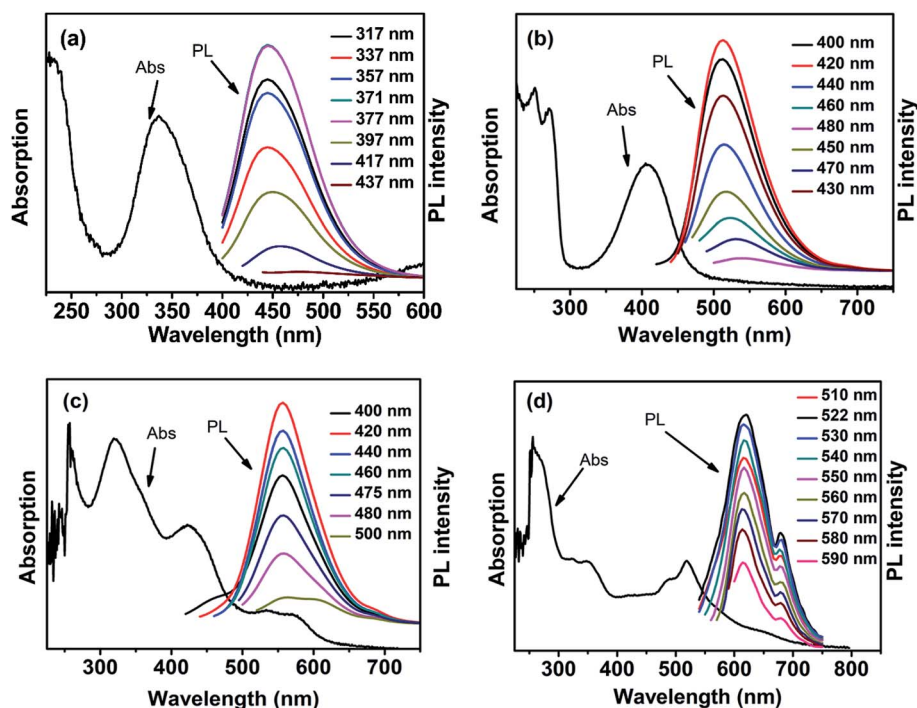 (a)
Abs
PL
317 nm
337 nm
357 nm
371 nm
377 nm
397 nm
417 nm
437 nm
Absorption
PL intensity
250 300 350 400 450 500 550 600
Wavelength (nm)
(b)
Abs
PL
400 nm
420 nm
440 nm
460 nm
480 nm
450 nm
470 nm
430 nm
Absorption
PL intensity
300 400 500 600 700
Wavelength (nm)
(c)
Abs
PL
400 nm
420 nm
440 nm
460 nm
475 nm
480 nm
500 nm
Absorption
PL intensity
300 400 500 600 700
Wavelength (nm)
(d)
Abs
PL
510 nm
522 nm
530 nm
540 nm
550 nm
560 nm
570 nm
580 nm
590 nm
Absorption
PL intensity
300 400 500 600 700 800
Wavelength (nm)